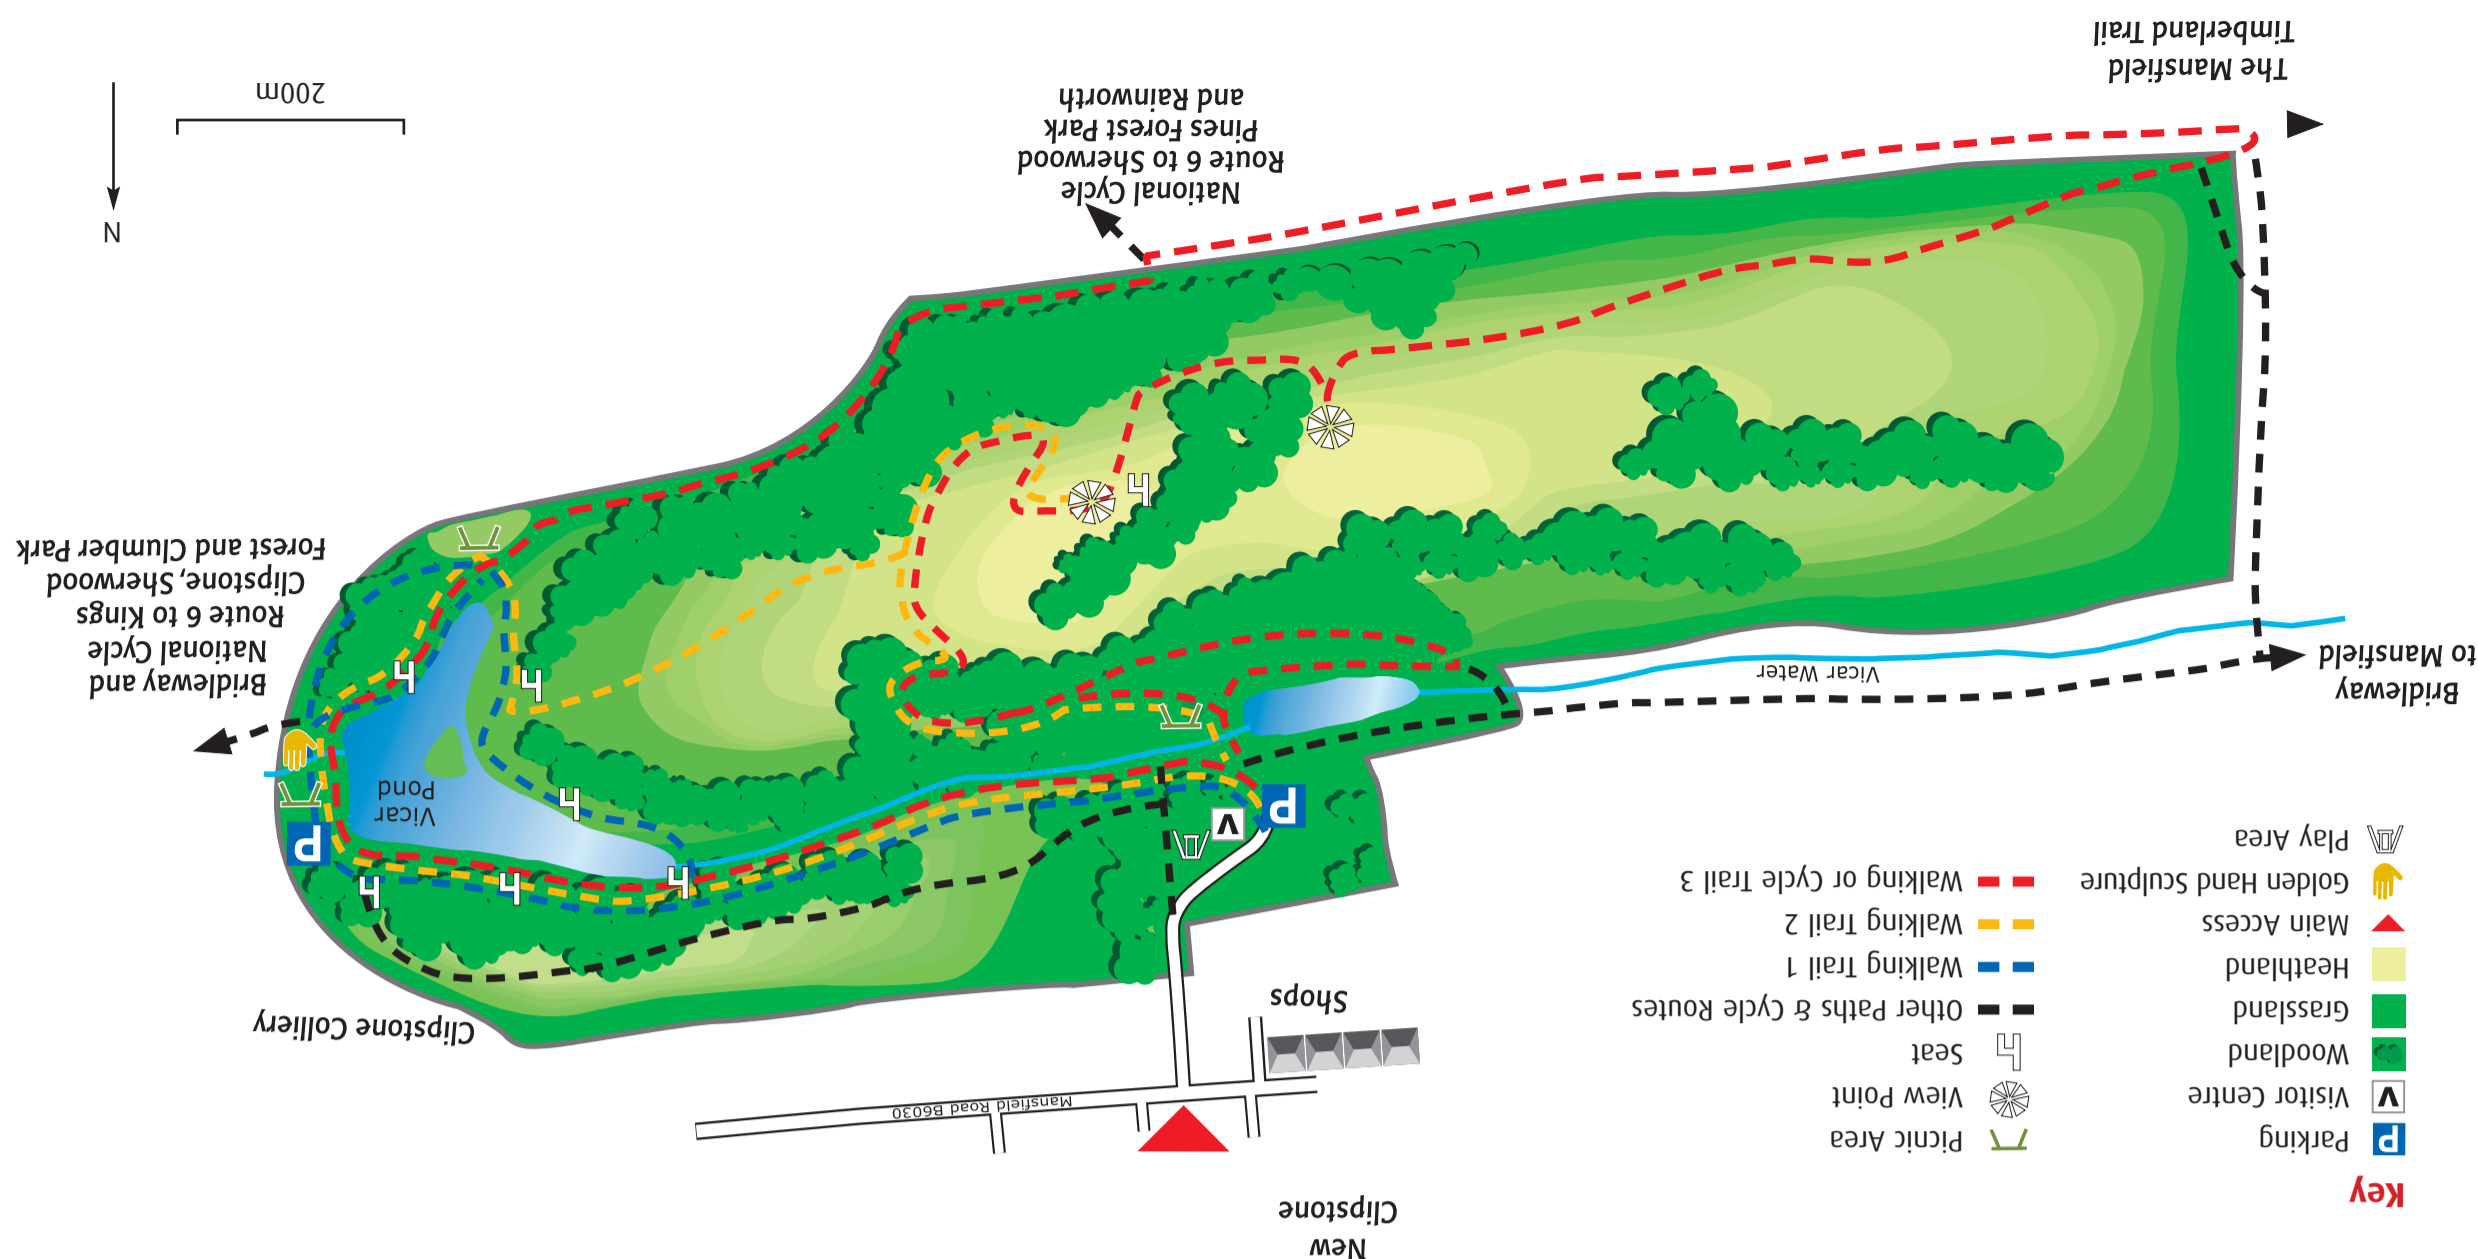 New
Clipstone
Key
P Parking
V Visitor Centre
Woodland
Grassland
Heathland
Main Access
Golden Hand Sculpture
Play Area
Picnic Area
View Point
Seat
Other Paths & Cycle Routes
Walking Trail 1
Walking Trail 2
Walking or Cycle Trail 3
Mansfield Road B6030
Shops
Clipstone Colliery
P
V
P
Vicar
Pond
Bridleway
to Mansfield
Vicar Water
Bridleway and
National Cycle
Route 6 to Kings
Clipstone, Sherwood
Forest and Clumber Park
National Cycle
Route 6 to Sherwood
Pines Forest Park
and Rainworth
N
200m
The Mansfield
Timberland Trail